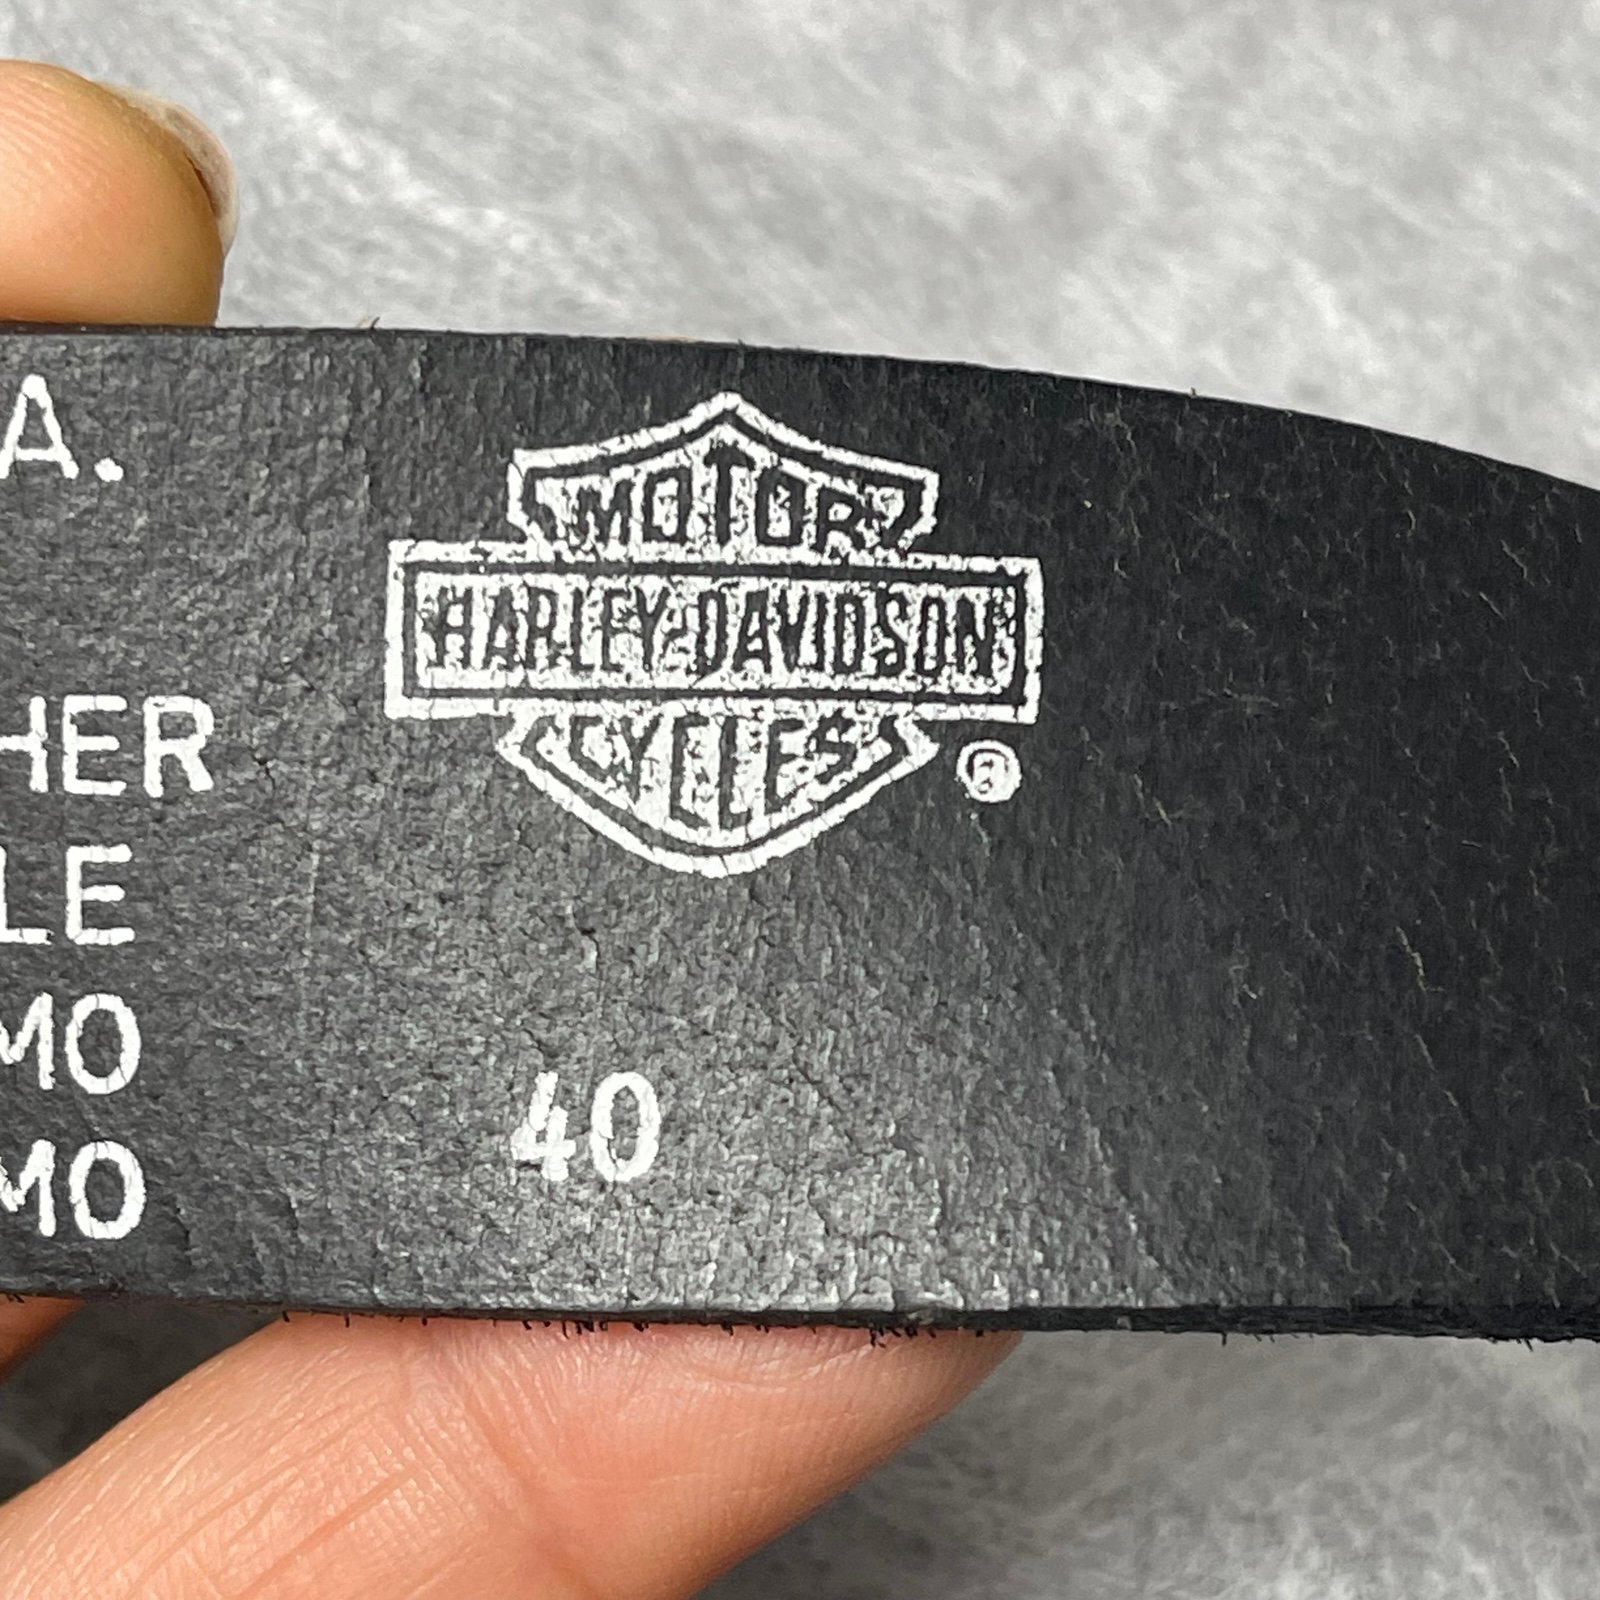 A.
MOTOR
HARLEY-DAVIDSON
CYCLES
®
HER
LE
MO
MO
40